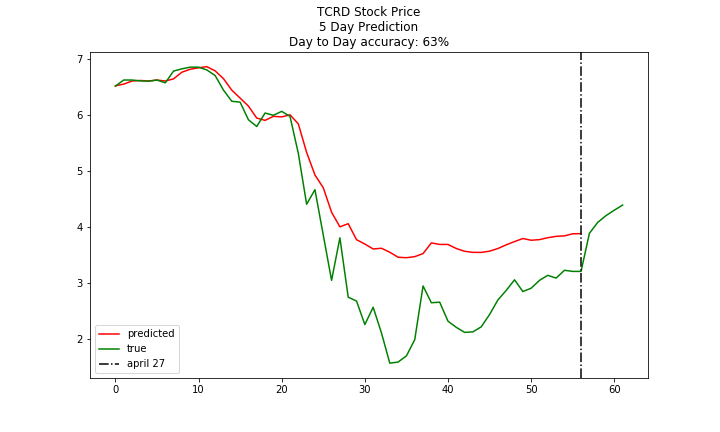 TCRD Stock Price
5 Day Prediction
Day to Day accuracy: 63%
7
6
5
4
3
2
predicted
true
april 27
0 10 20 30 40 50 60